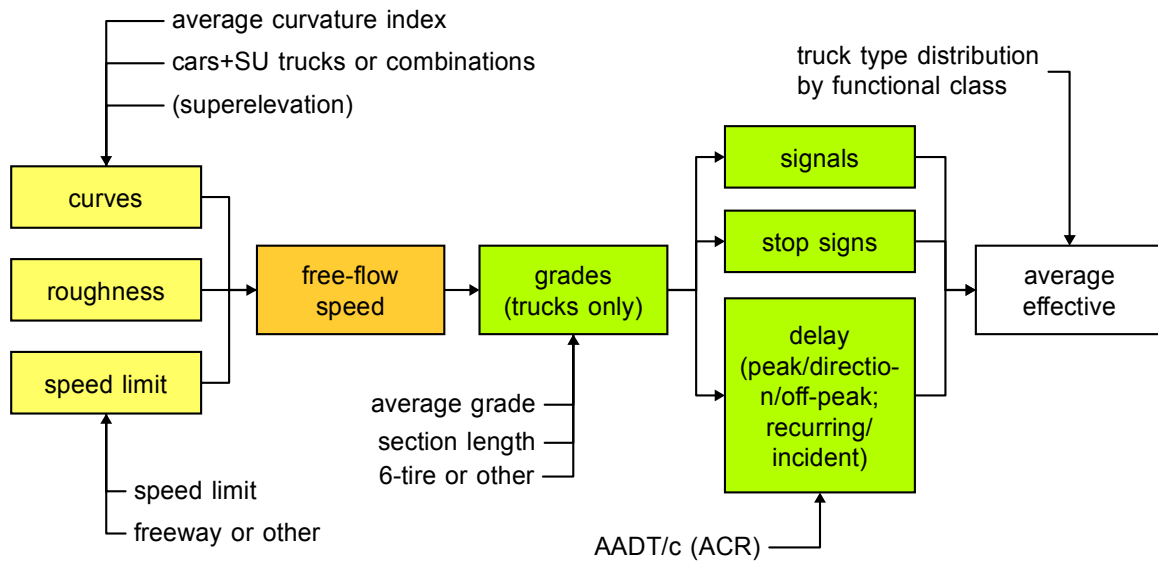 average curvature index
cars+SU trucks or combinations
(superelevation)
truck type distribution
by functional class
curves
roughness
speed limit
free-flow
speed
grades
(trucks only)
signals
stop signs
delay
(peak/directio-
n/off-peak;
recurring/
incident)
average
effective
average grade
section length
6-tire or other
speed limit
freeway or other
AADT/c (ACR)